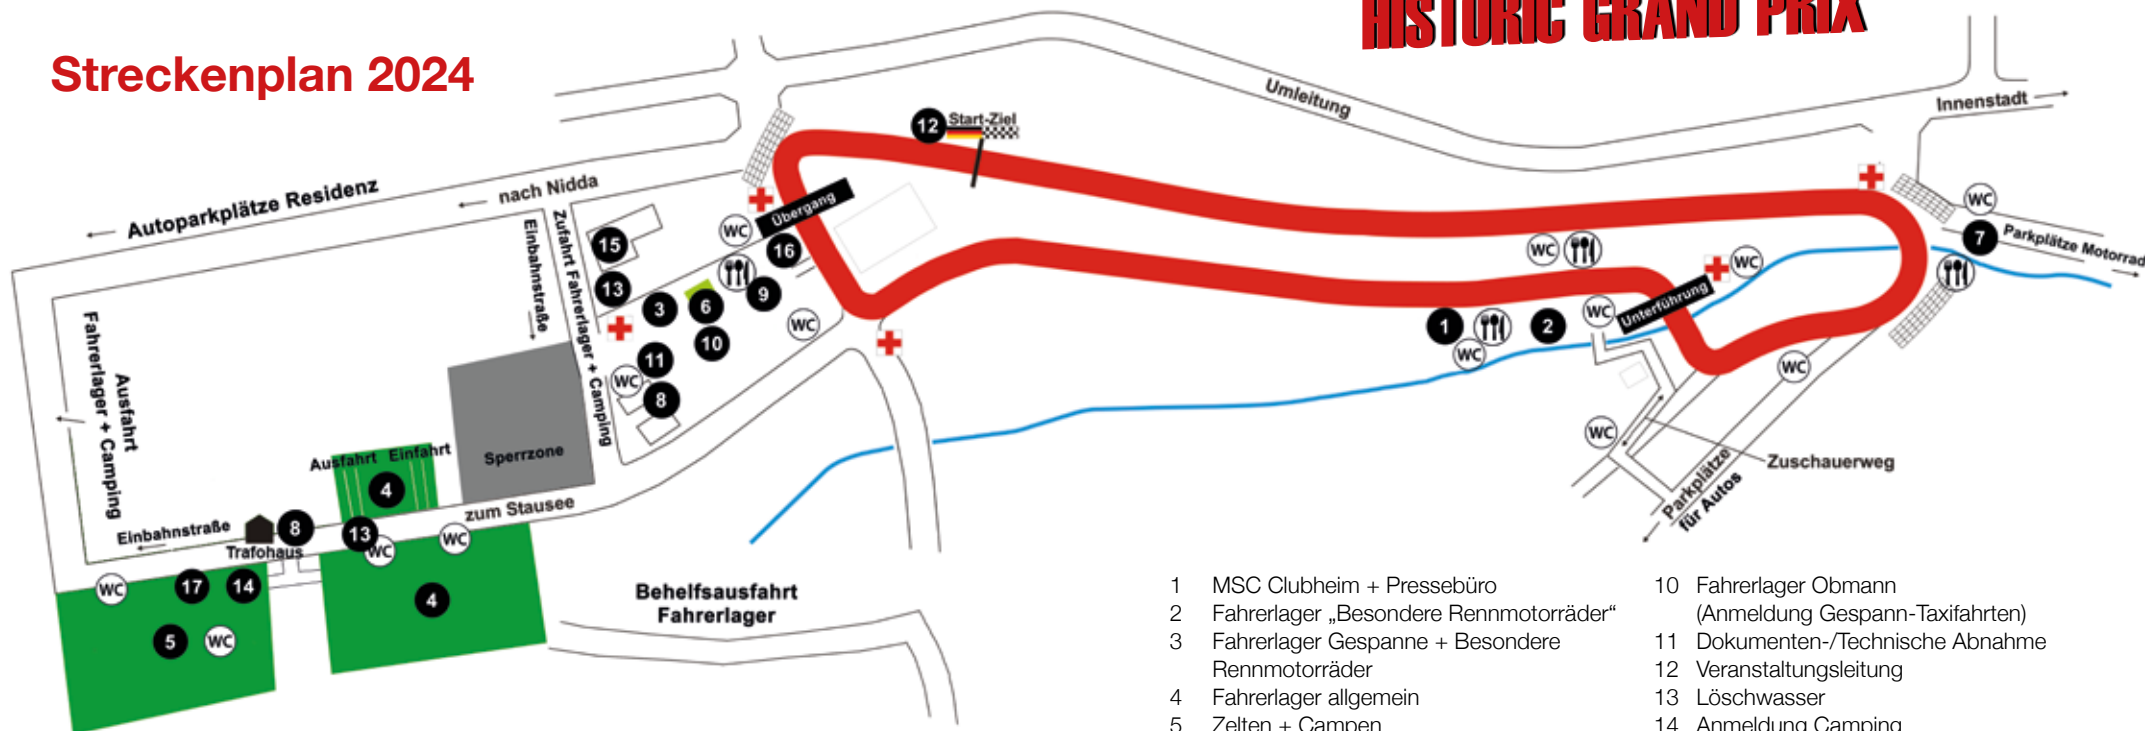 HISTORIC GRAND PRIX
Streckenplan 2024
Umleitung
Innenstadt
12 Start-Ziel
Autoparkplätze Residenz
nach Nidda
Übergang
WC
WC
7 Parkplätze Motorrad
Einbahnstraße
Zufahrt Fahrerlager + Camping
15
16
13
3
6
9
10
11
WC
WC
8
WC
WC
Unterführung
WC
1
2
WC
WC
WC
Zuschauerweg
Parkplätze
für Autos
Ausfahrt
Fahrerlager + Camping
Ausfahrt Einfahrt
4
Sperrzone
zum Stausee
Einbahnstraße
Trafohaus
8
13
WC
WC
WC
17
14
5
WC
4
Behelfsausfahrt
Fahrerlager
1 MSC Clubheim + Pressebüro
2 Fahrerlager „Besondere Rennmotorräder“
3 Fahrerlager Gespanne + Besondere
Rennmotorräder
4 Fahrerlager allgemein
5 Zelten + Campen
10 Fahrerlager Obmann
(Anmeldung Gespann-Taxifahrten)
11 Dokumenten-/Technische Abnahme
12 Veranstaltungsleitung
13 Löschwasser
14 Anmeldung Camping